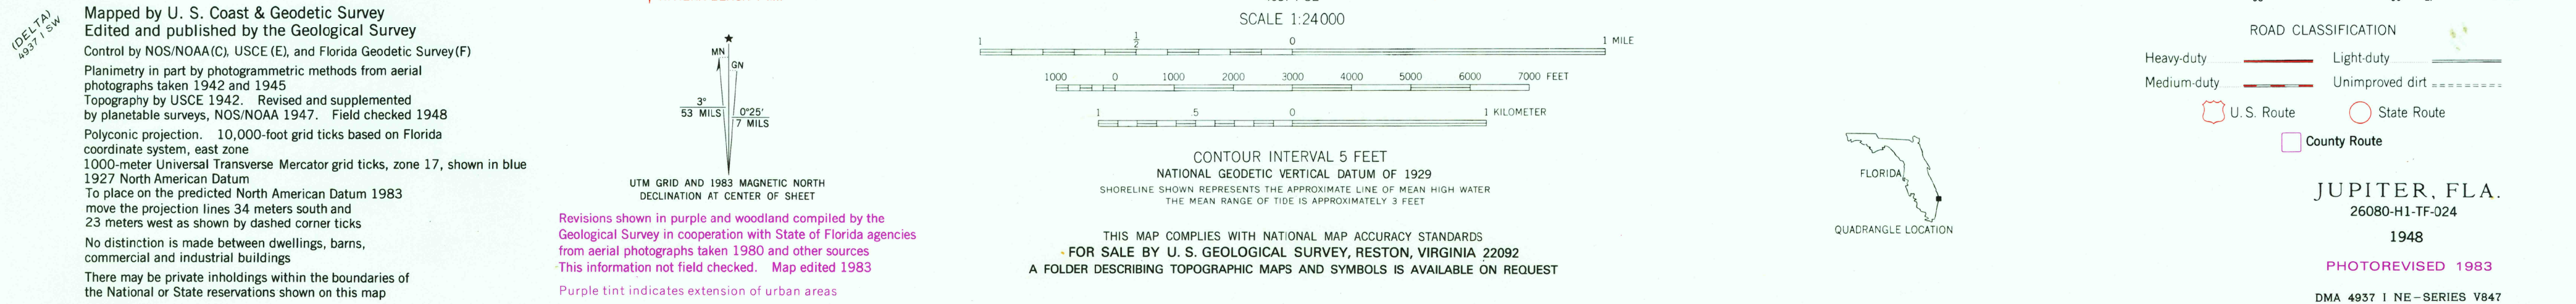 (DELTA)
4937 I SW
Mapped by U. S. Coast & Geodetic Survey
Edited and published by the Geological Survey
Control by NOS/NOAA (C), USCE (E), and Florida Geodetic Survey (F)
Planimetry in part by photogrammetric methods from aerial
photographs taken 1942 and 1945
Topography by USCE 1942. Revised and supplemented
by planetable surveys, NOS/NOAA 1947. Field checked 1948
Polyconic projection. 10,000-foot grid ticks based on Florida
coordinate system, east zone
1000-meter Universal Transverse Mercator grid ticks, zone 17, shown in blue
1927 North American Datum
To place on the predicted North American Datum 1983
move the projection lines 34 meters south and
23 meters west as shown by dashed corner ticks
No distinction is made between dwellings, barns,
commercial and industrial buildings
There may be private inholdings within the boundaries of
the National or State reservations shown on this map
MN
GN
3°
53 MILS
0°25'
7 MILS
UTM GRID AND 1983 MAGNETIC NORTH
DECLINATION AT CENTER OF SHEET
Revisions shown in purple and woodland compiled by the
Geological Survey in cooperation with State of Florida agencies
from aerial photographs taken 1980 and other sources
This information not field checked. Map edited 1983
Purple tint indicates extension of urban areas
SCALE 1:24000
1 1/2 0 1 MILE
1000 0 1000 2000 3000 4000 5000 6000 7000 FEET
1 .5 0 1 KILOMETER
CONTOUR INTERVAL 5 FEET
NATIONAL GEODETIC VERTICAL DATUM OF 1929
SHORELINE SHOWN REPRESENTS THE APPROXIMATE LINE OF MEAN HIGH WATER
THE MEAN RANGE OF TIDE IS APPROXIMATELY 3 FEET
THIS MAP COMPLIES WITH NATIONAL MAP ACCURACY STANDARDS
FOR SALE BY U. S. GEOLOGICAL SURVEY, RESTON, VIRGINIA 22092
A FOLDER DESCRIBING TOPOGRAPHIC MAPS AND SYMBOLS IS AVAILABLE ON REQUEST
FLORIDA
QUADRANGLE LOCATION
ROAD CLASSIFICATION
Heavy-duty Light-duty
Medium-duty Unimproved dirt
U. S. Route State Route
County Route
JUPITER, FLA.
26080-H1-TF-024
1948
PHOTOREVISED 1983
DMA 4937 I NE-SERIES V847